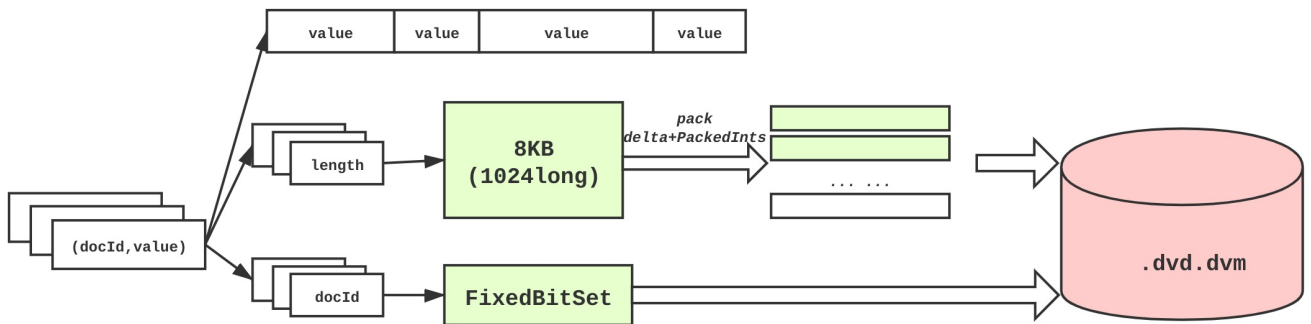 value value value value
pack
delta+PackedInts
8KB
(1024long)
length
... ...
(docId,value)
.dvd.dvm
docId
FixedBitSet